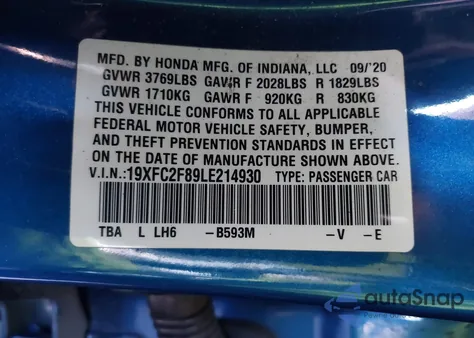 MFD. BY HONDA MFG. OF INDIANA, LLC 09/'20
GVWR 3769LBS GAWR F 2028LBS R 1829LBS
GVWR 1710KG GAWR F 920KG R 830KG
THIS VEHICLE CONFORMS TO ALL APPLICABLE
FEDERAL MOTOR VEHICLE SAFETY, BUMPER,
AND THEFT PREVENTION STANDARDS IN EFFECT
ON THE DATE OF MANUFACTURE SHOWN ABOVE.
V.I.N.:19XFC2F89LE214930 TYPE: PASSENGER CAR
TBA L LH6 -B593M -V -E
autoSnap